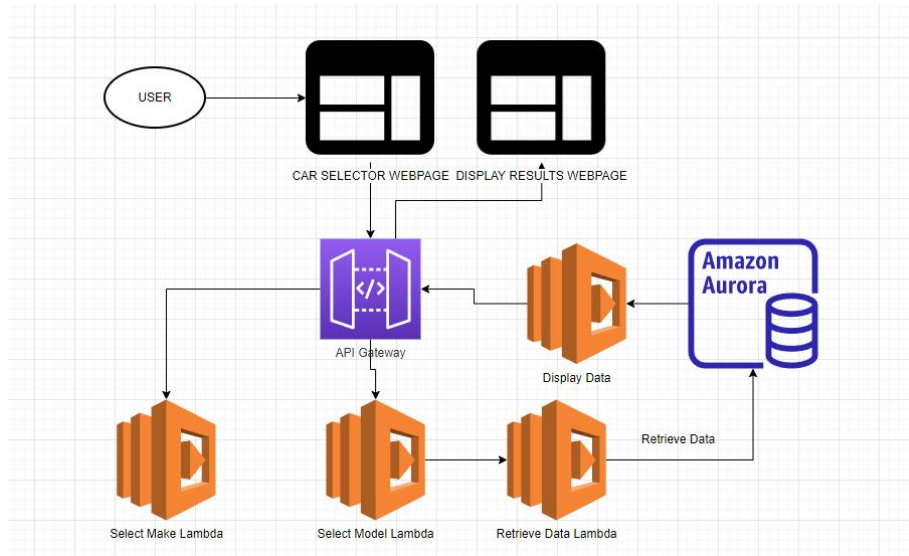 USER
CAR SELECTOR WEBPAGE
DISPLAY RESULTS WEBPAGE
Amazon
Aurora
</>
API Gateway
Display Data
Retrieve Data
Select Make Lambda
Select Model Lambda
Retrieve Data Lambda